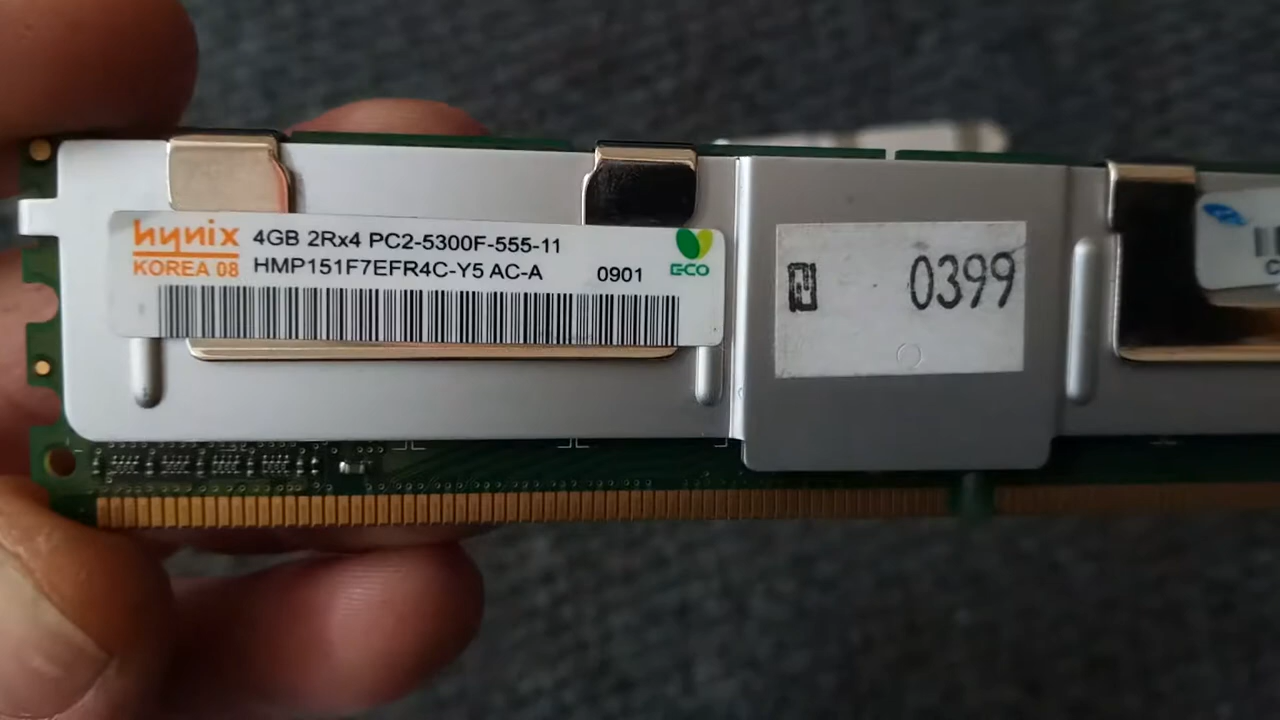 hynix
KOREA 08
4GB 2Rx4 PC2-5300F-555-11
HMP151F7EFR4C-Y5 AC-A
0901
ECO
0399